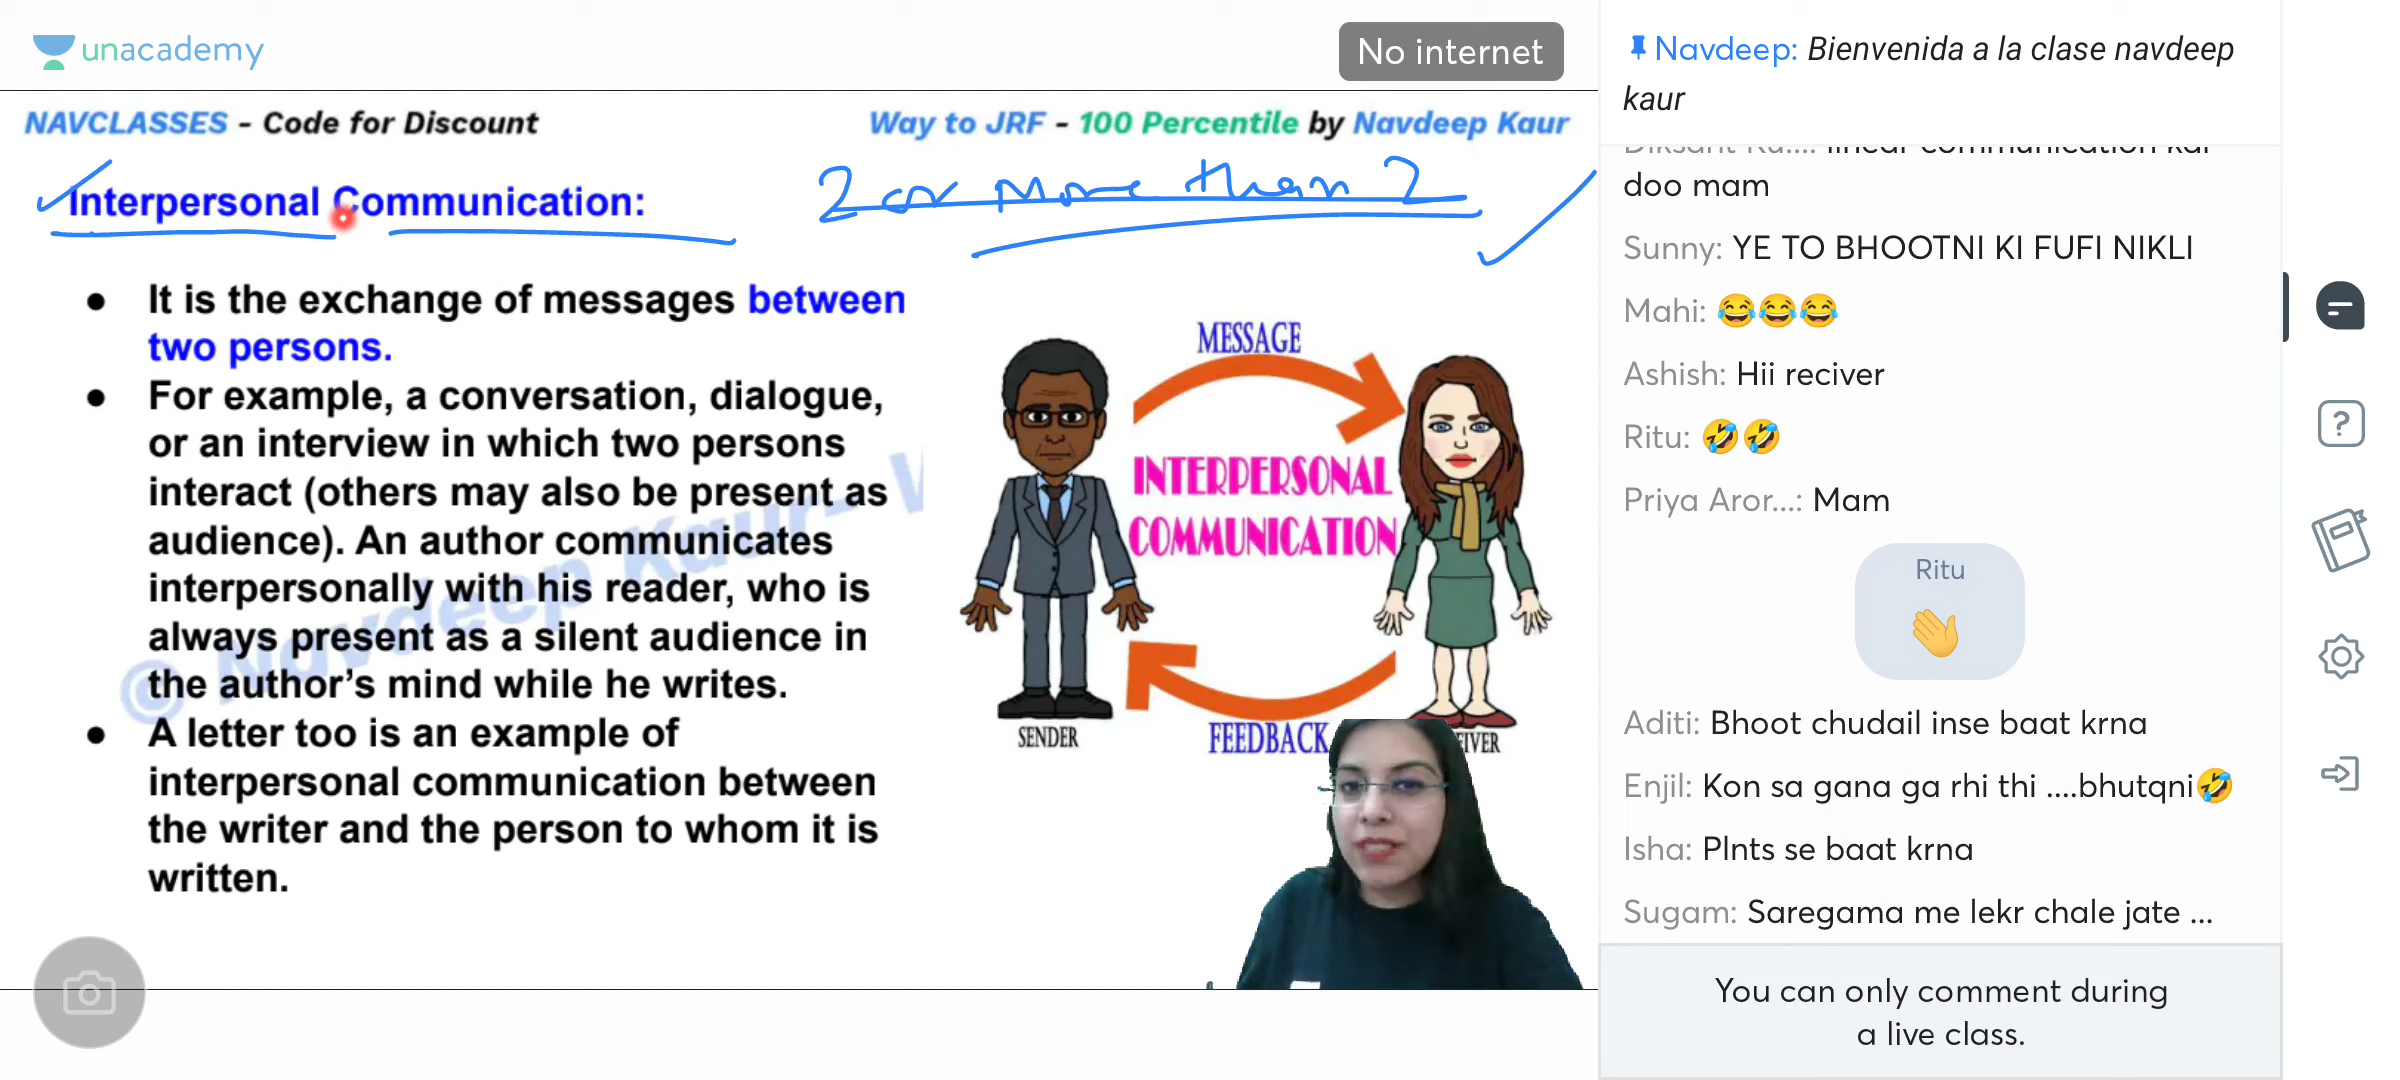 unacademy
No internet
NAVCLASSES - Code for Discount
Way to JRF - 100 Percentile by Navdeep Kaur
Interpersonal Communication:
2 or more than 2
● It is the exchange of messages between
two persons.
● For example, a conversation, dialogue,
or an interview in which two persons
interact (others may also be present as
audience). An author communicates
interpersonally with his reader, who is
always present as a silent audience in
the author's mind while he writes.
● A letter too is an example of
interpersonal communication between
the writer and the person to whom it is
written.
© Navdeep Kaur- W
MESSAGE
INTERPERSONAL
COMMUNICATION
SENDER
FEEDBACK
EIVER
Navdeep: Bienvenida a la clase navdeep
kaur
linear communication kar
doo mam
Sunny: YE TO BHOOTNI KI FUFI NIKLI
Mahi: 😂😂😂
Ashish: Hii reciver
Ritu: 🤣🤣
Priya Aror...: Mam
Ritu
👏
Aditi: Bhoot chudail inse baat krna
Enjil: Kon sa gana ga rhi thi ....bhutqni🤣
Isha: Plnts se baat krna
Sugam: Saregama me lekr chale jate ...
You can only comment during
a live class.